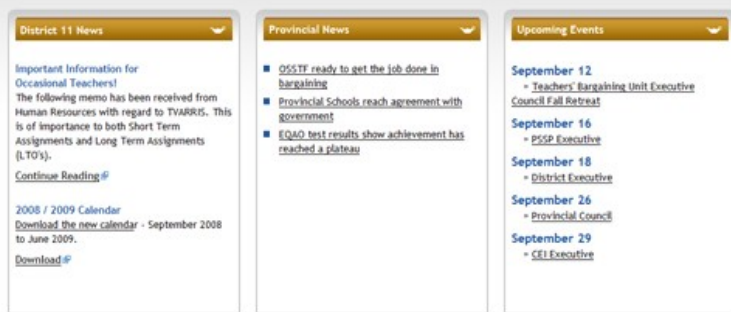 District 11 News
Important Information for
Occasional Teachers!
The following memo has been received from
Human Resources with regard to TVARRIS. This
is of importance to both Short Term
Assignments and Long Term Assignments
(LTO's).
Continue Reading
2008 / 2009 Calendar
Download the new calendar - September 2008
to June 2009.
Download
Provincial News
OSSTF ready to get the job done in
bargaining
Provincial Schools reach agreement with
government
EQAO test results show achievement has
reached a plateau
Upcoming Events
September 12
Teachers' Bargaining Unit Executive
Council Fall Retreat
September 16
PSSP Executive
September 18
District Executive
September 26
Provincial Council
September 29
CEI Executive